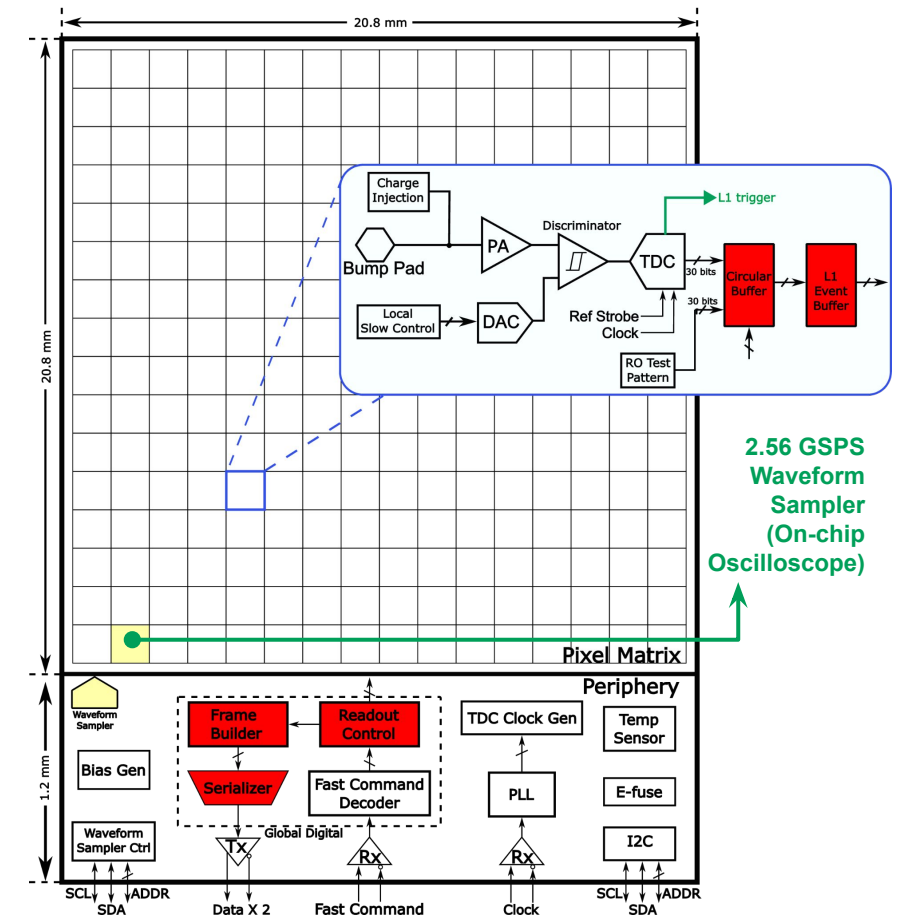 20.8 mm
20.8 mm
Charge
Injection
Bump Pad
PA
Discriminator
TDC
L1 trigger
30 bits
Circular
Buffer
L1
Event
Buffer
Local
Slow Control
DAC
Ref Strobe
Clock
30 bits
RO Test
Pattern
2.56 GSPS
Waveform
Sampler
(On-chip
Oscilloscope)
Pixel Matrix
Periphery
1.2 mm
Waveform
Sampler
Bias Gen
Waveform
Sampler Ctrl
Frame
Builder
Readout
Control
Serializer
Fast Command
Decoder
Global Digital
TDC Clock Gen
PLL
Temp
Sensor
E-fuse
I2C
Tx
Rx
Rx
SCL
ADDR
SDA
Data X 2
Fast Command
Clock
SCL
ADDR
SDA